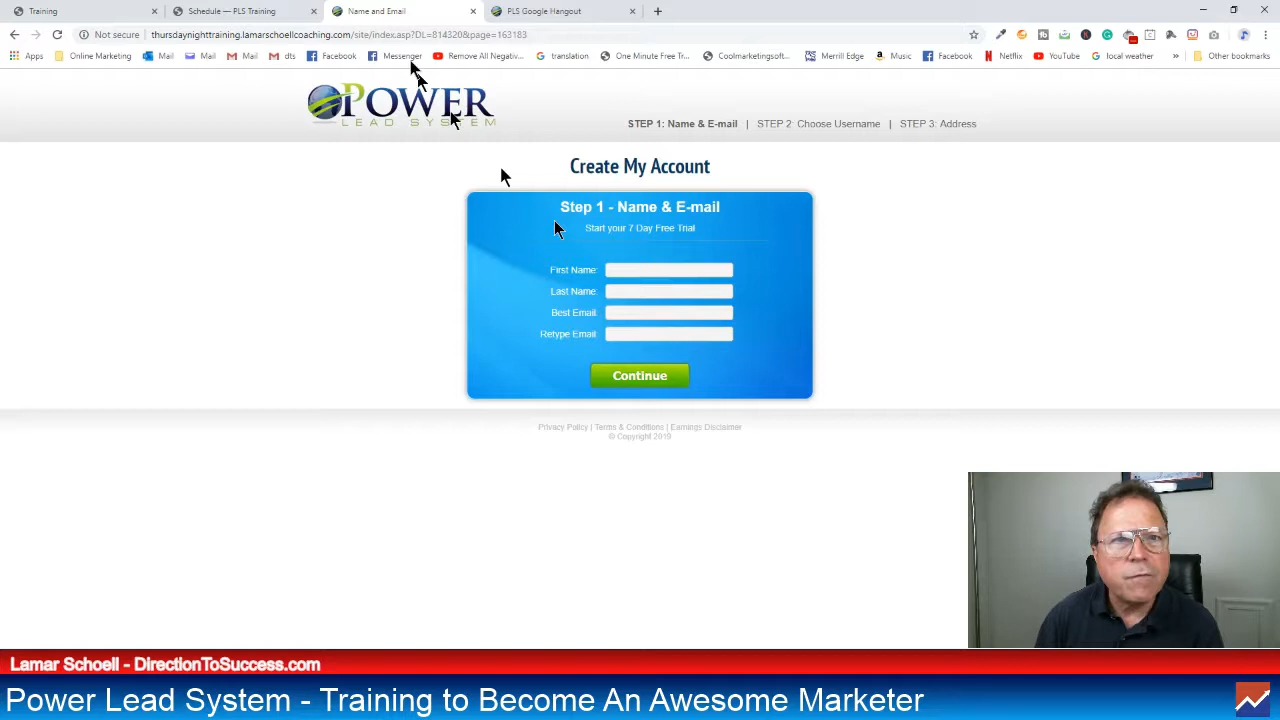 Training
Schedule — PLS Training
Name and Email
PLS Google Hangout
Not secure
thursdaynighttraining.lamarschoellcoaching.com/site/index.asp?DL=814320&page=163183
Apps
Online Marketing
Mail
Mail
Mail
dts
Facebook
Messenger
Remove All Negativ...
translation
One Minute Free Tr...
Coolmarketingsoft...
Merrill Edge
Music
Facebook
Netflix
YouTube
total weather
»
Other bookmarks
POWER
LEAD SYSTEM
STEP 1: Name & E-mail | STEP 2: Choose Username | STEP 3: Address
Create My Account
Step 1 - Name & E-mail
Start your 7 Day Free Trial
First Name:
Last Name:
Best Email:
Retype Email:
Continue
Privacy Policy | Terms & Conditions | Earnings Disclaimer
© Copyright 2019
Lamar Schoell - DirectionToSuccess.com
Power Lead System - Training to Become An Awesome Marketer